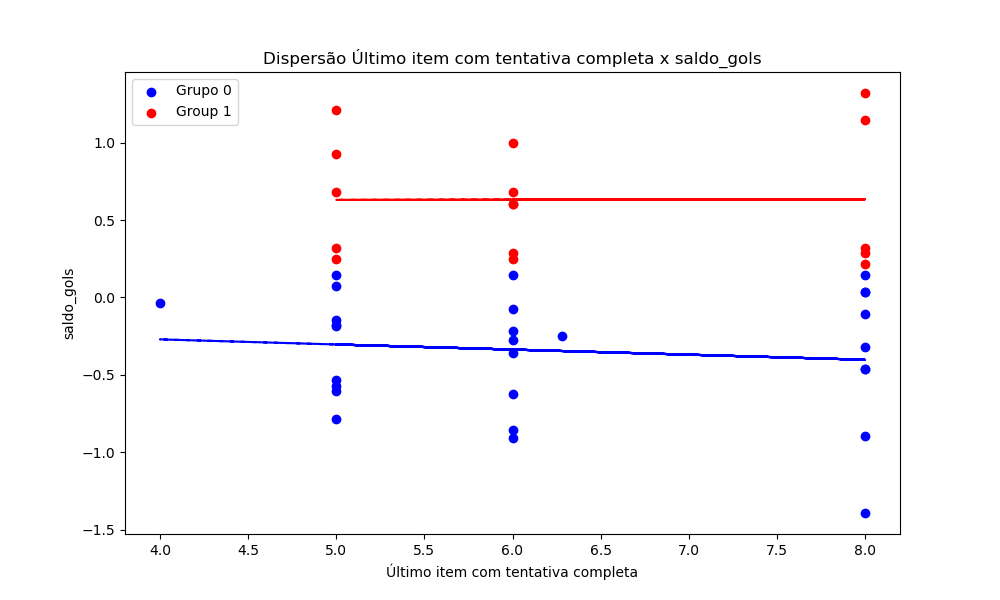 Dispersão Último item com tentativa completa x saldo_gols
Grupo 0
Group 1
saldo_gols
1.0
0.5
0.0
−0.5
−1.0
−1.5
4.0 4.5 5.0 5.5 6.0 6.5 7.0 7.5 8.0
Último item com tentativa completa